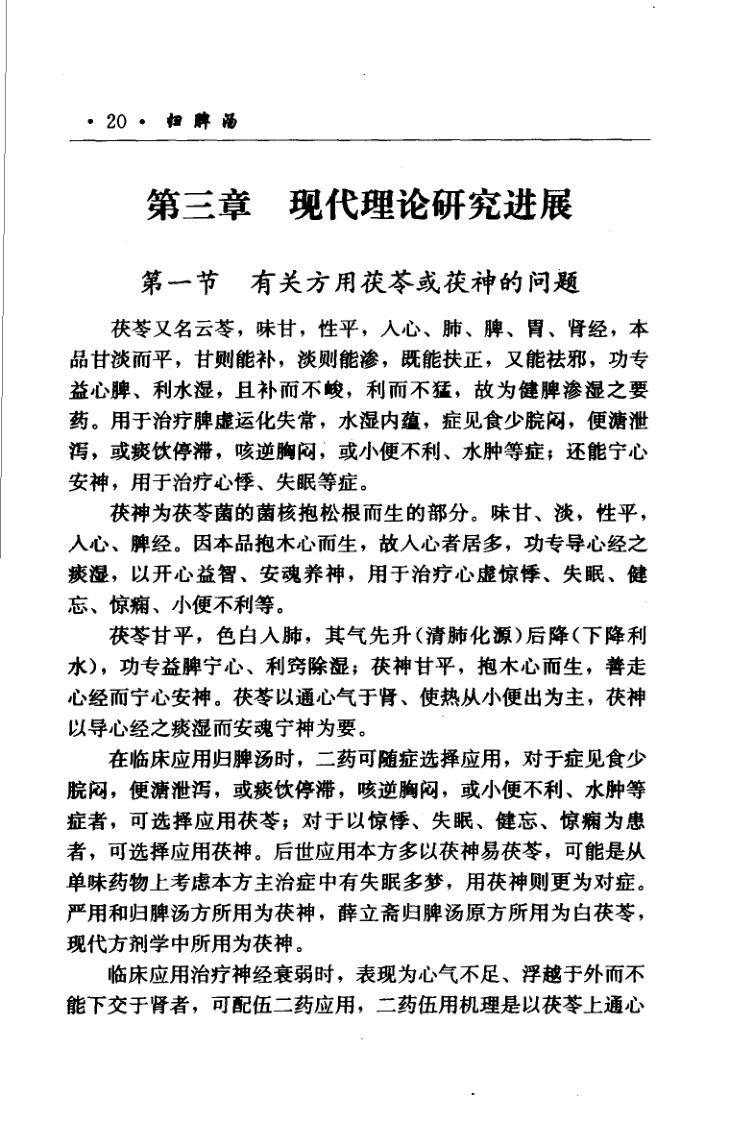 · 20 · 归脾汤
第三章 现代理论研究进展
第一节 有关方用茯苓或茯神的问题
茯苓又名云苓，味甘，性平，入心、肺、脾、胃、肾经，本
品甘淡而平，甘则能补，淡则能渗，既能扶正，又能祛邪，功专
益心脾、利水湿，且补而不峻，利而不猛，故为健脾渗湿之要
药。用于治疗脾虚运化失常，水湿内蕴，症见食少脘闷，便溏泄
泻，或痰饮停滞，咳逆胸闷，或小便不利、水肿等症；还能宁心
安神，用于治疗心悸、失眠等症。
茯神为茯苓菌的菌核抱松根而生的部分。味甘、淡，性平，
入心、脾经。因本品抱木心而生，故入心者居多，功专导心经之
痰湿，以开心益智、安魂养神，用于治疗心虚惊悸、失眠、健
忘、惊痫、小便不利等。
茯苓甘平，色白入肺，其气先升(清肺化源)后降(下降利
水)，功专益脾宁心、利窍除湿；茯神甘平，抱木心而生，善走
心经而宁心安神。茯苓以通心气于肾、使热从小便出为主，茯神
以导心经之痰湿而安魂宁神为要。
在临床应用归脾汤时，二药可随症选择应用，对于症见食少
脘闷，便溏泄泻，或痰饮停滞，咳逆胸闷，或小便不利、水肿等
症者，可选择应用茯苓；对于以惊悸、失眠、健忘、惊痫为患
者，可选择应用茯神。后世应用本方多以茯神易茯苓，可能是从
单味药物上考虑本方主治症中有失眠多梦，用茯神则更为对症。
严用和归脾汤方所用为茯神，薛立斋归脾汤原方所用为白茯苓，
现代方剂学中所用为茯神。
临床应用治疗神经衰弱时，表现为心气不足、浮越于外而不
能下交于肾者，可配伍二药应用，二药伍用机理是以茯苓上通心